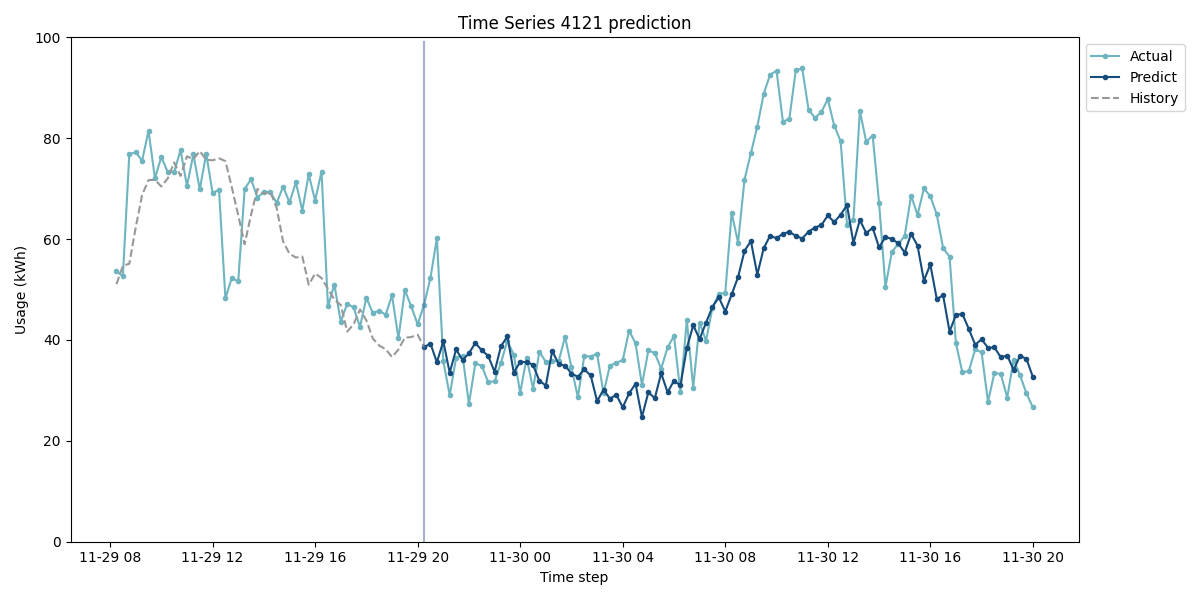 Time Series 4121 prediction
100
80
60
40
20
0
Usage (kWh)
11-29 08
11-29 12
11-29 16
11-29 20
11-30 00
11-30 04
11-30 08
11-30 12
11-30 16
11-30 20
Time step
Actual
Predict
History